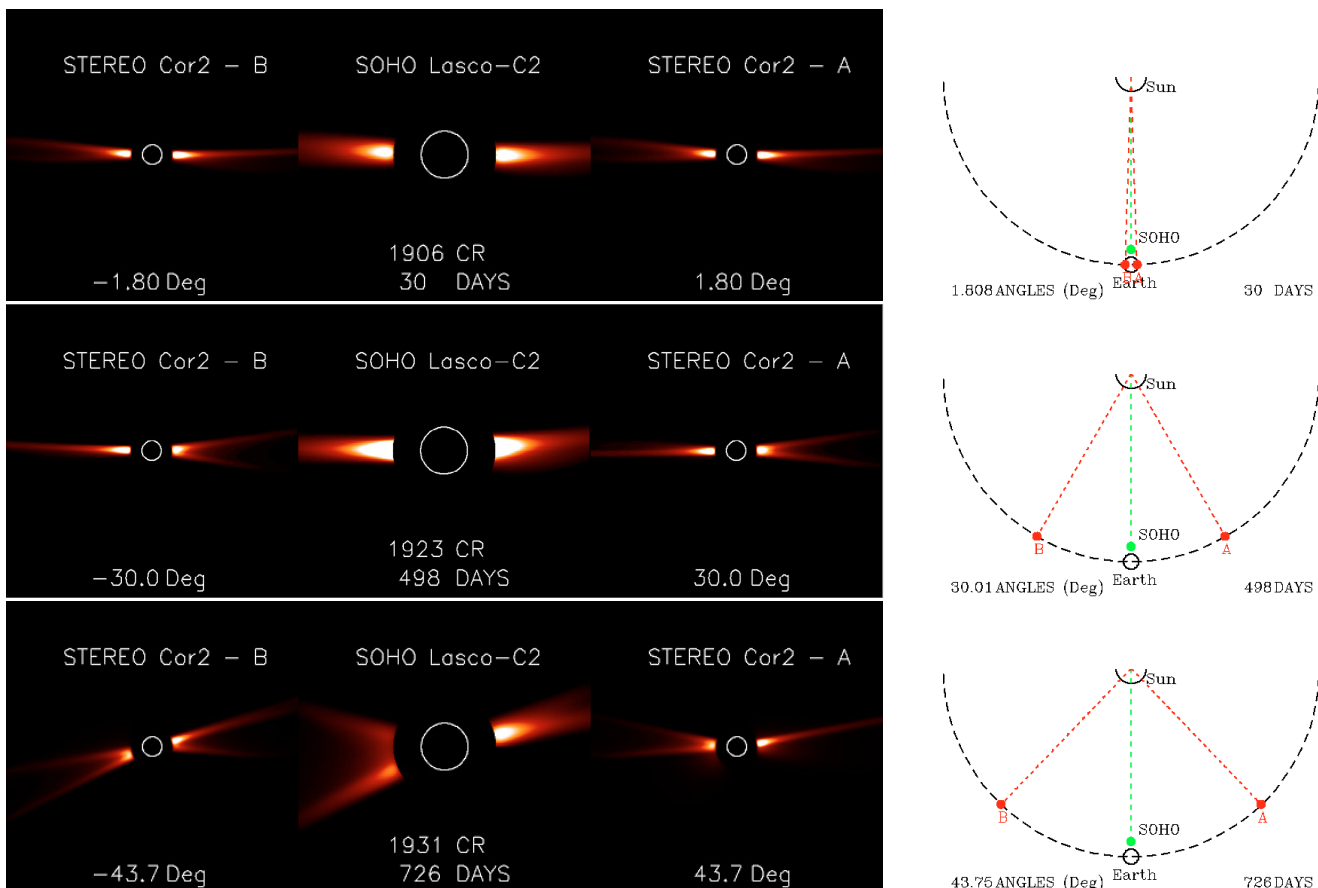 STEREO Cor2 – B SOHO Lasco–C2 STEREO Cor2 – A
1906 CR
–1.80 Deg 30 DAYS 1.80 Deg
Sun
SOHO
BA
1.808 ANGLES (Deg) Earth 30 DAYS
STEREO Cor2 – B SOHO Lasco–C2 STEREO Cor2 – A
1923 CR
–30.0 Deg 498 DAYS 30.0 Deg
Sun
SOHO
B A
30.01 ANGLES (Deg) Earth 498 DAYS
STEREO Cor2 – B SOHO Lasco–C2 STEREO Cor2 – A
1931 CR
–43.7 Deg 726 DAYS 43.7 Deg
Sun
B A
SOHO
43.75 ANGLES (Deg) Earth 726 DAYS